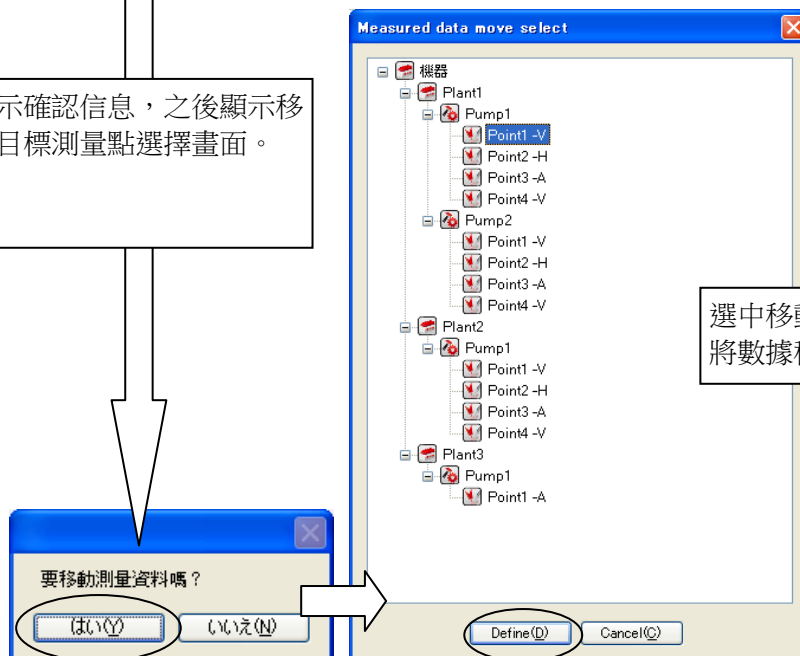 Measured data move select
機器
Plant1
Pump1
Point1 -V
Point2 -H
Point3 -A
Point4 -V
Pump2
Point1 -V
Point2 -H
Point3 -A
Point4 -V
Plant2
Pump1
Point1 -V
Point2 -H
Point3 -A
Point4 -V
Plant3
Pump1
Point1 -A
Define(D)
Cancel(C)
示確認信息，之後顯示移
目標測量點選擇畫面。
選中移動
將數據
要移動測量資料嗎？
はい(Y)
いいえ(N)